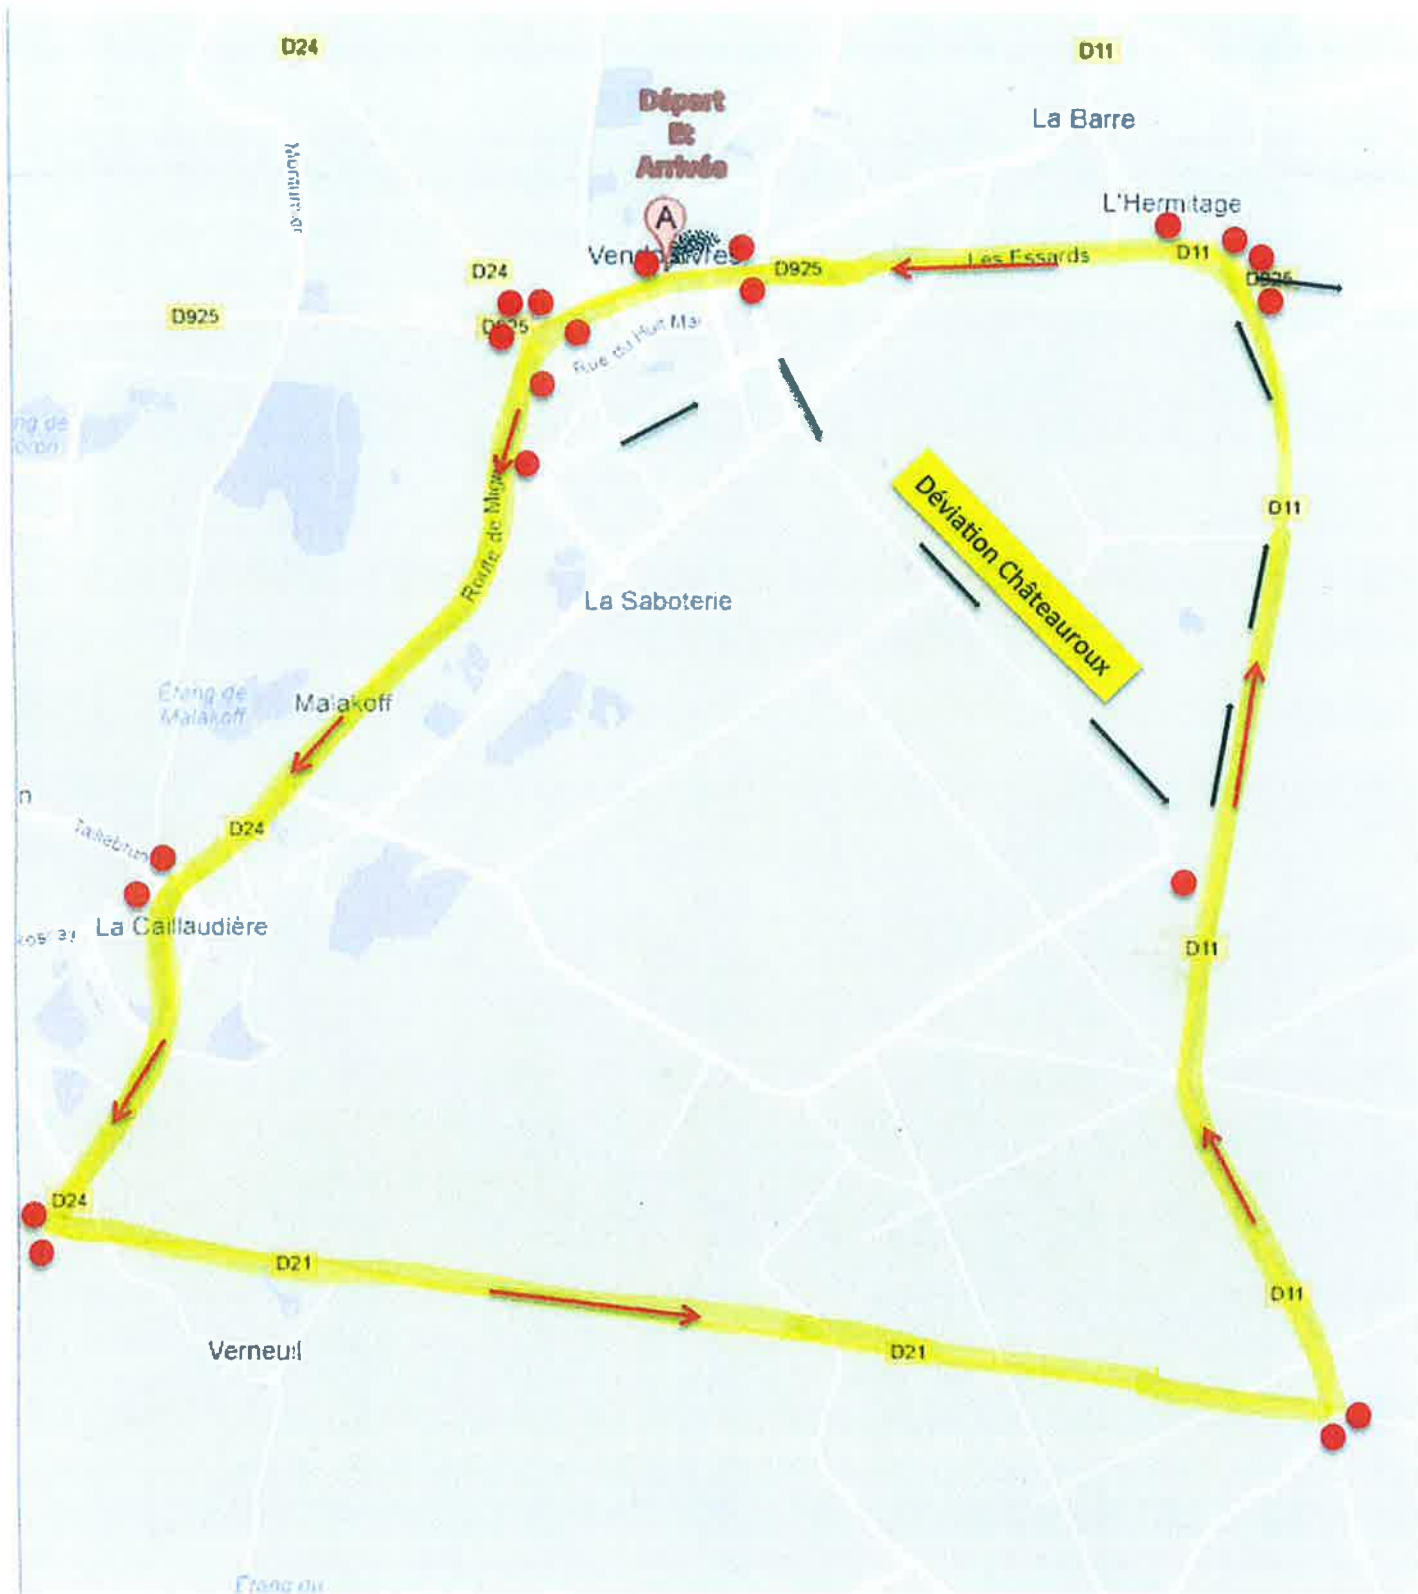 D24
D11
Départ
Et
Arrivée
La Barre
L'Hermitage
A
D11
D925
Les Essards
D925
D24
D925
Rue du Huit Mai
Route de
D11
Déviation Châteauroux
La Saboterie
Étang de
Malakoff
Malakoff
D24
La Caillaudière
D11
D24
D21
D11
Verneuil
D21
Étang du